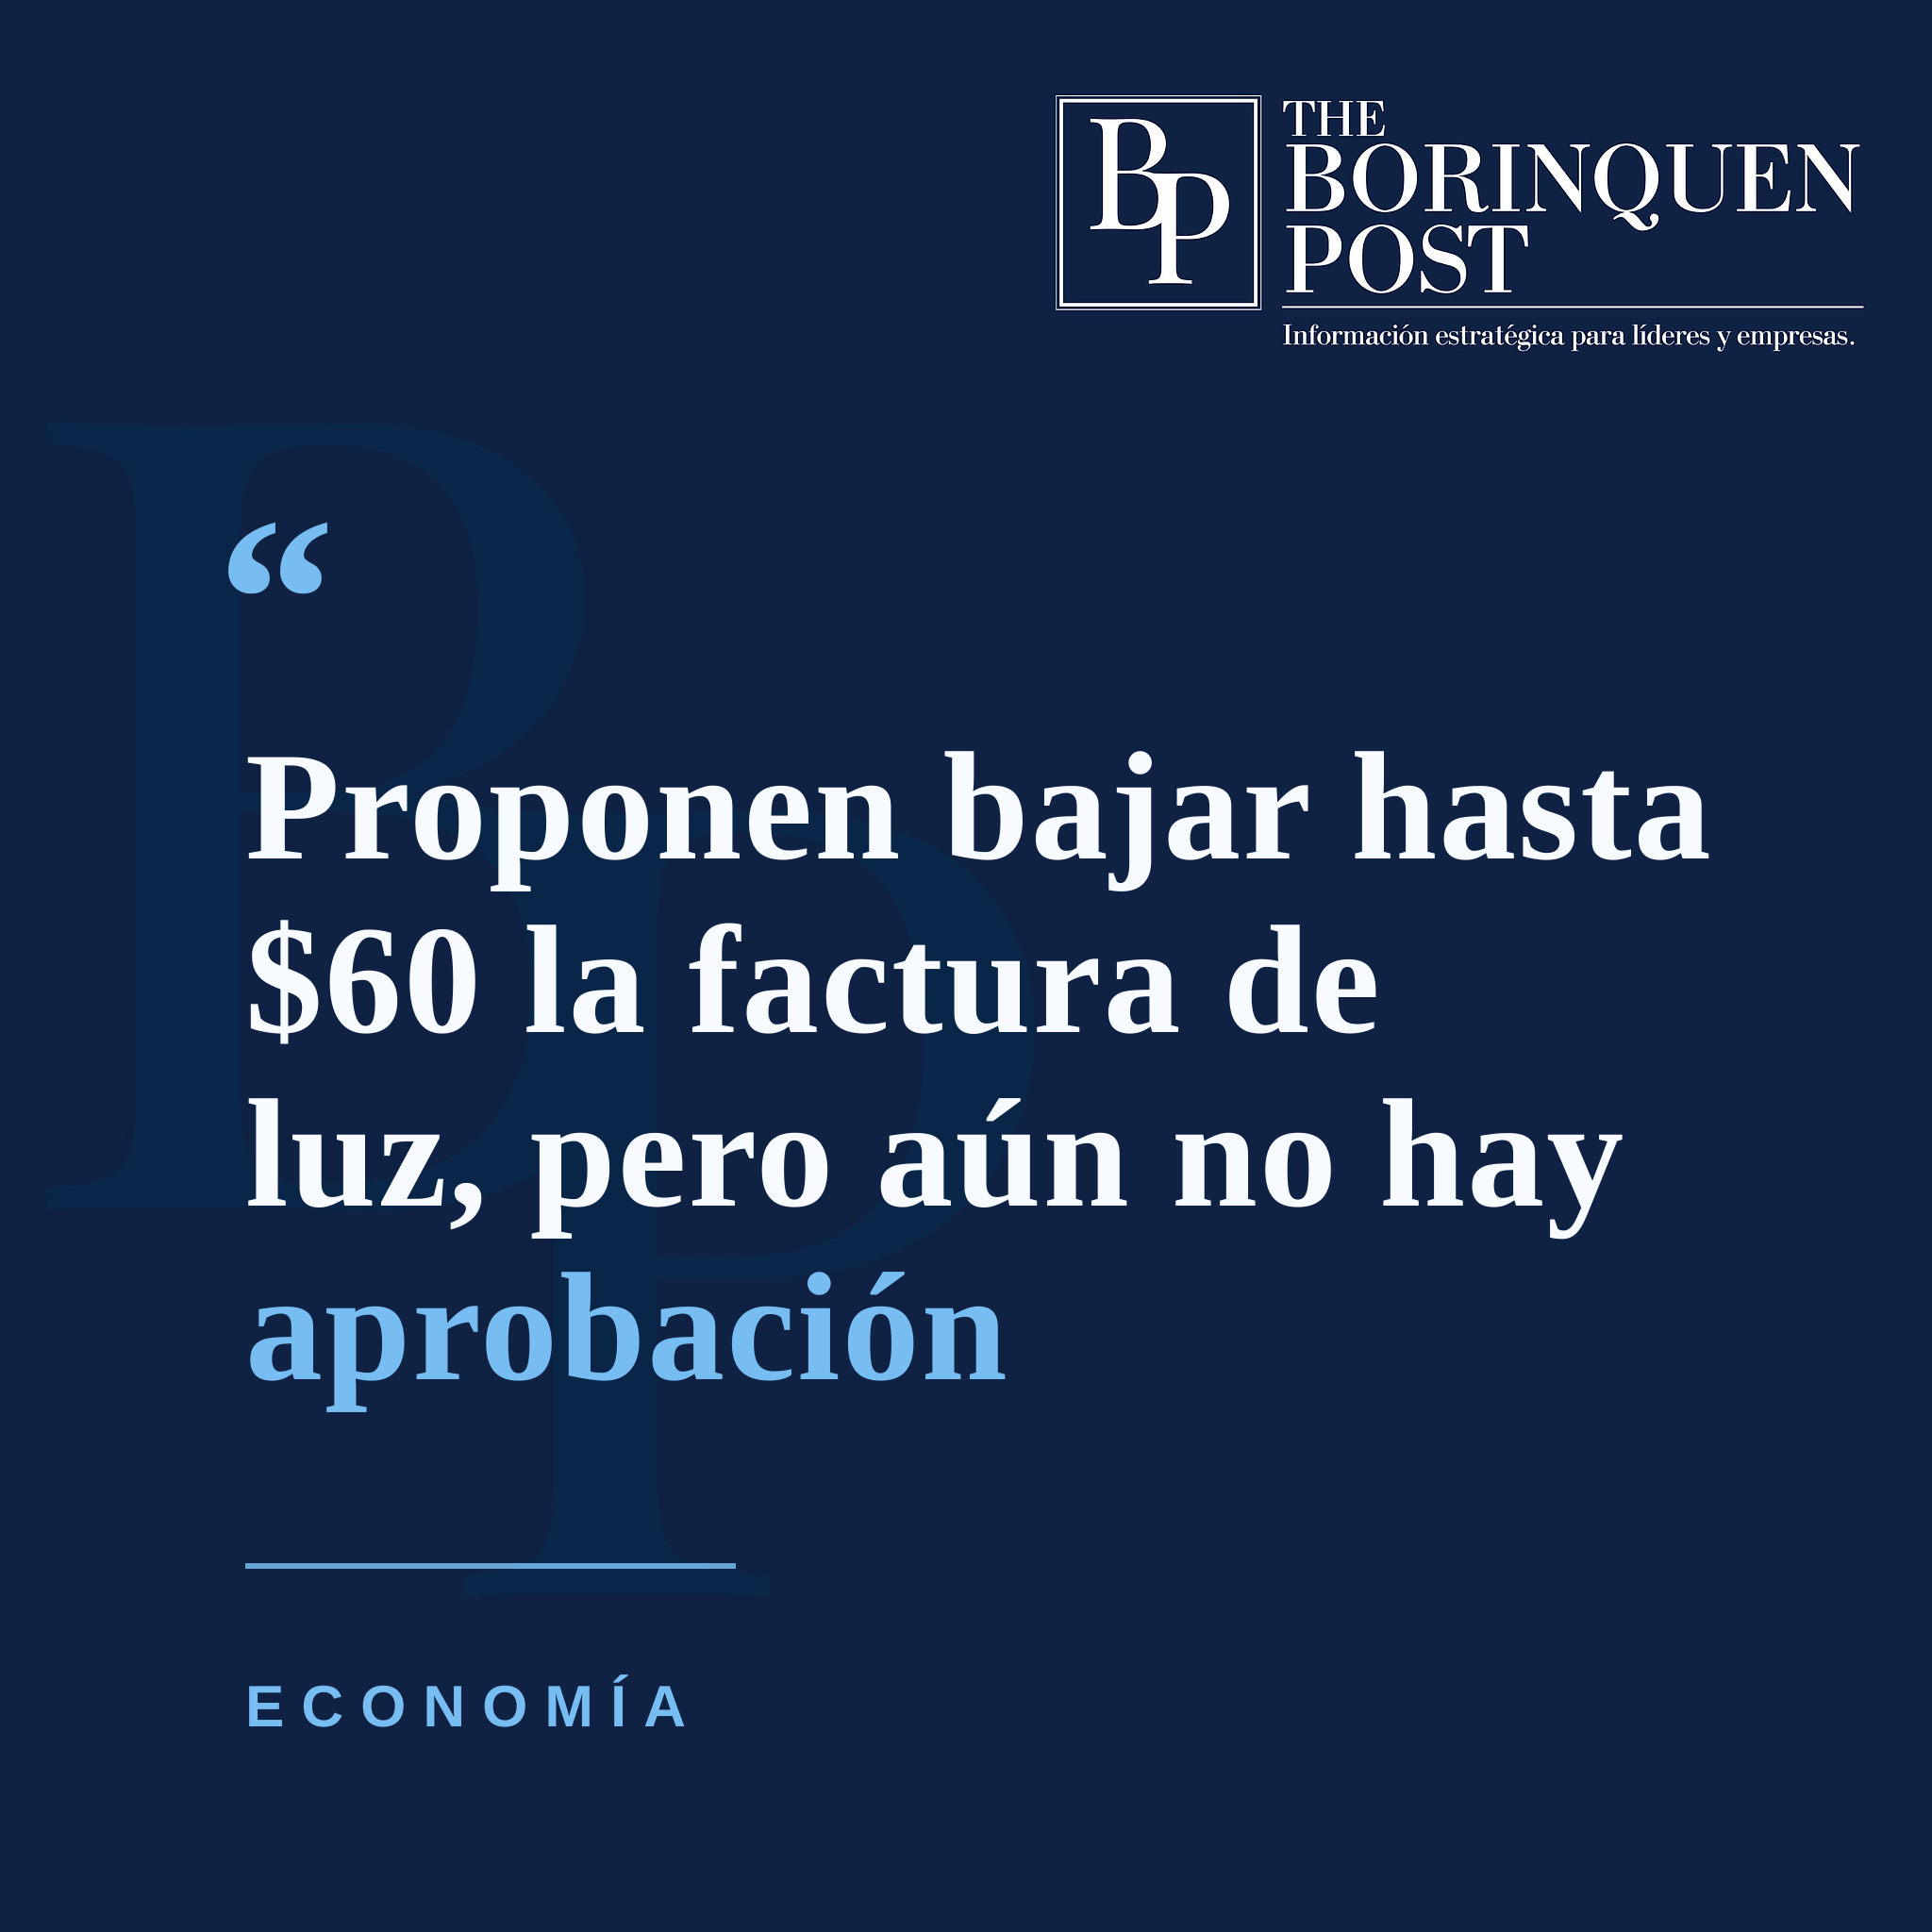 BP
THE
BORINQUEN
POST
Información estratégica para líderes y empresas.
“
Proponen bajar hasta
$60 la factura de
luz, pero aún no hay
aprobación
ECONOMÍA